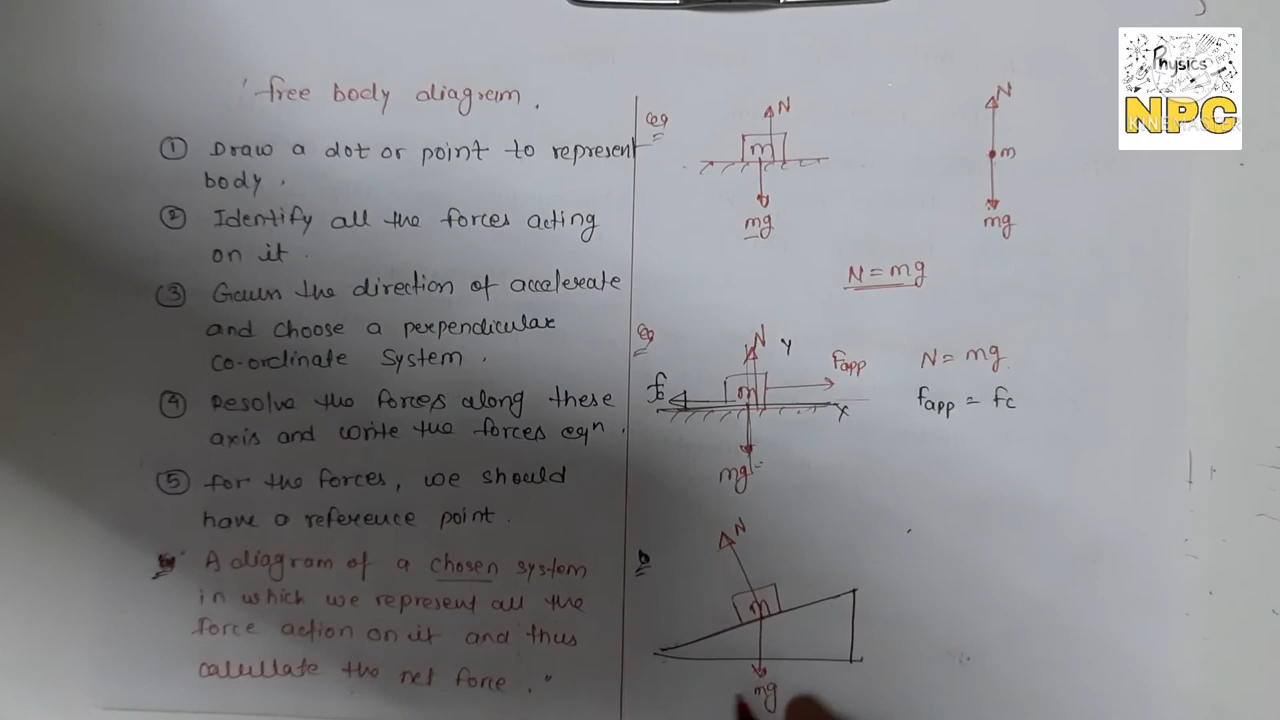 free body diagram.
① Draw a dot or point to represent
body.
② Identify all the forces acting
on it.
③ the direction of accelerate
and choose a perpendicular
co-ordinate system.
④ Resolve the forces along these
axis and write the forces eqn.
⑤ for the forces, we should
have a reference point.
" A diagram of a chosen system
in which we represent all the
force action on it and thus
calullate the net force. "
eg
N
m
mg
N
m
mg
N = mg
eg
N
Y
Fapp
m
X
mg
N = mg
fapp = fc
N
m
mg
Physics
NPC